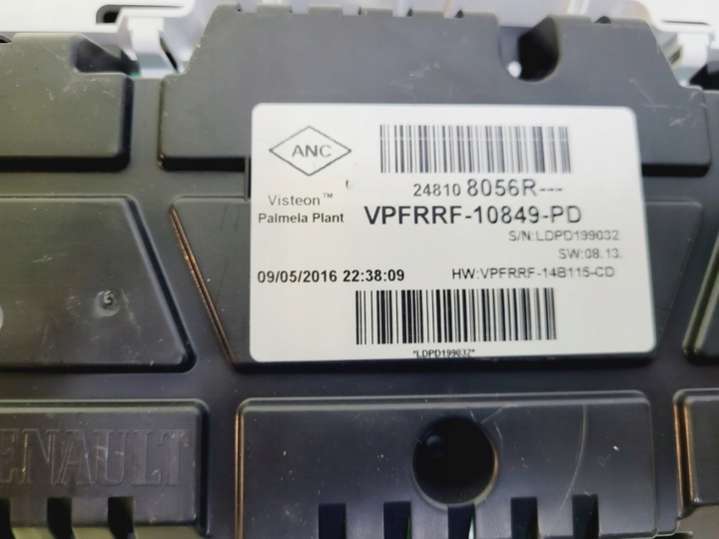 ANC
24810 8056R---
Visteon™
Palmela Plant
VPFRRF-10849-PD
S/N:LDPD199032
SW:08.13.
09/05/2016 22:38:09
HW:VPFRRF-14B115-CD
*LDPD199032*
ENAULT